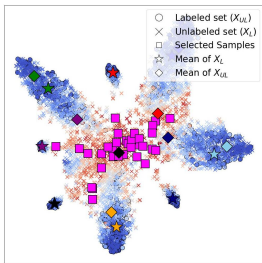 Labeled set (X_UL)
Unlabeled set (X_L)
Selected Samples
Mean of X_L
Mean of X_UL